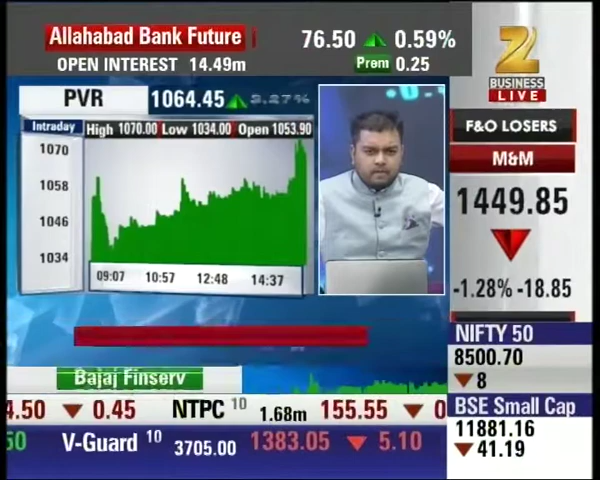 Allahabad Bank Future
76.50 0.59%
OPEN INTEREST 14.49m
Prem 0.25
Z
BUSINESS
LIVE
PVR 1064.45 3.27%
Intraday High 1070.00 Low 1034.00 Open 1053.90
1070
1058
1046
1034
09:07 10:57 12:48 14:37
F&O LOSERS
M&M
1449.85
-1.28% -18.85
NIFTY 50
8500.70
8
Bajaj Finserv
4.50 0.45 NTPC 10 1.68m 155.55 0
BSE Small Cap
11881.16
41.19
50 V-Guard 10 3705.00 1383.05 5.10